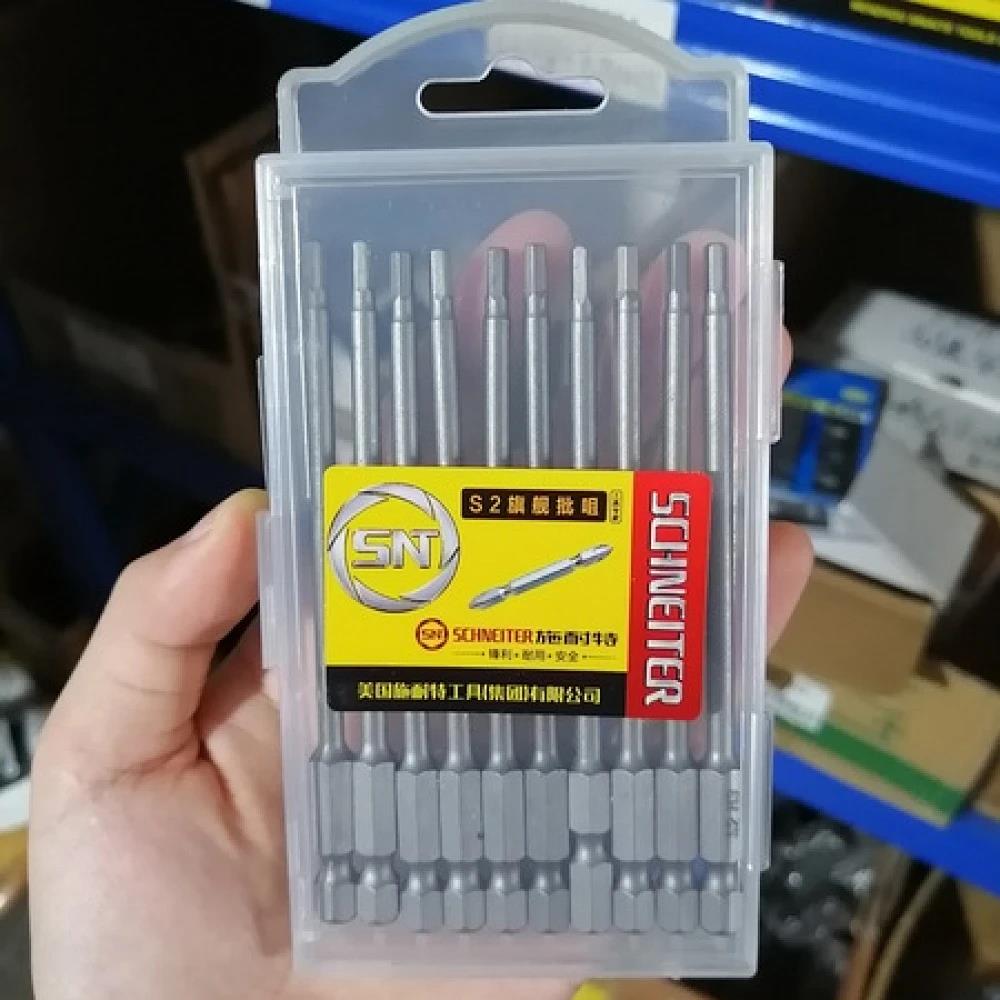 S2旗舰批咀
SNT
SCHNEITER
SNT SCHNEITER施耐特
锋利·耐用·安全
美国施耐特工具(集团)有限公司